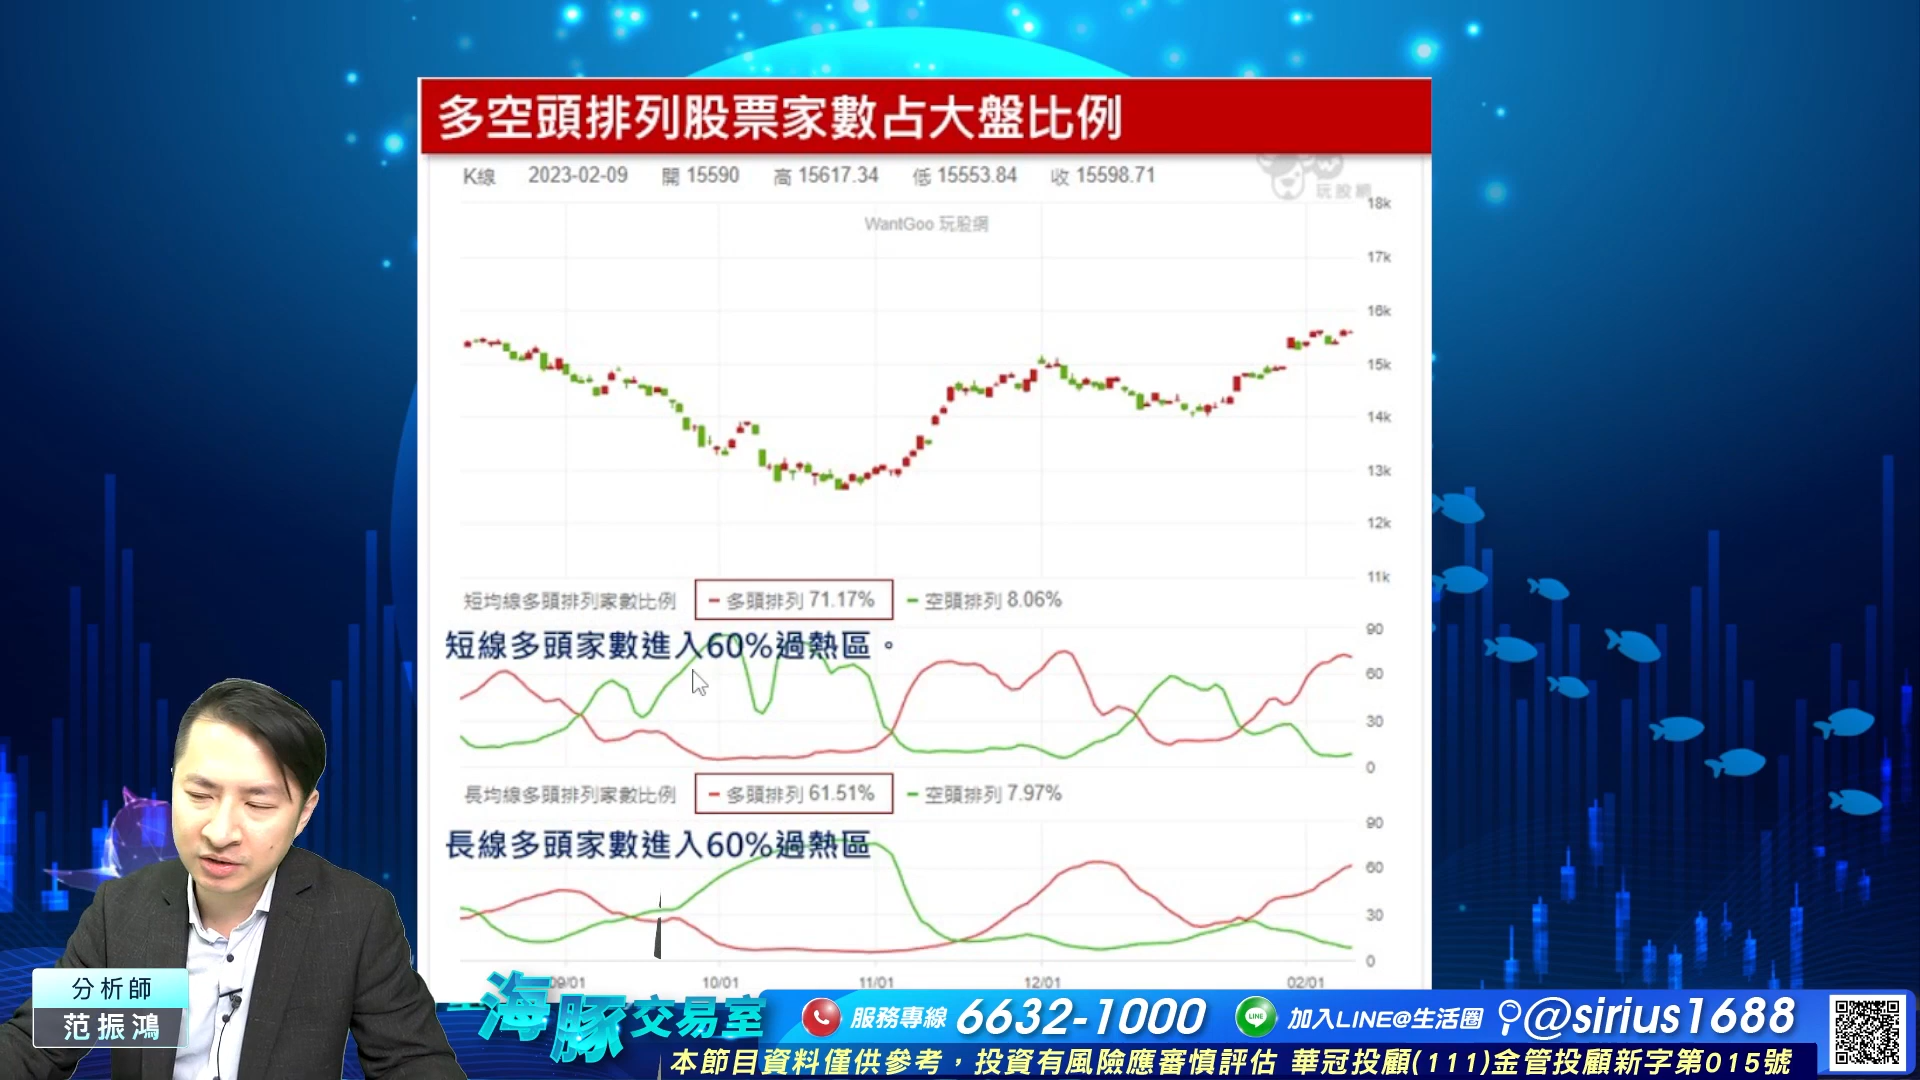 多空頭排列股票家數占大盤比例
K線 2023-02-09 開 15590 高 15617.34 低 15553.84 收 15598.71
玩股網
WantGoo 玩股網
18k
17k
16k
15k
14k
13k
12k
11k
短均線多頭排列家數比例 多頭排列 71.17% 空頭排列 8.06%
短線多頭家數進入60%過熱區。
90
60
30
0
長均線多頭排列家數比例 多頭排列 61.51% 空頭排列 7.97%
長線多頭家數進入60%過熱區
90
60
30
0
09/01 10/01 11/01 12/01 02/01
分析師
范振鴻
海豚交易室
服務專線 6632-1000 LINE 加入LINE@生活圈 @sirius1688
本節目資料僅供參考，投資有風險應審慎評估 華冠投顧(111)金管投顧新字第015號